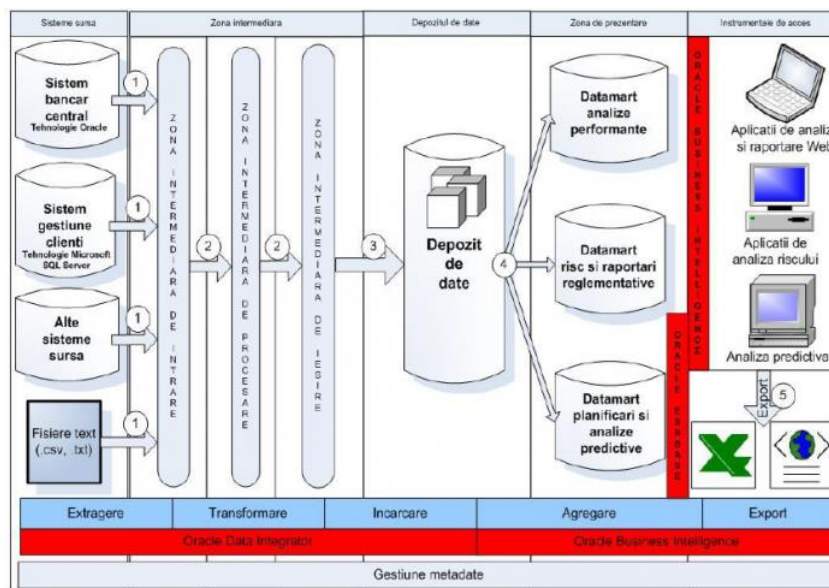 Sisteme sursa
Zona intermediara
Depozitul de date
Zona de prezentare
Instrumentele de acces
Sistem
bancar
central
Tehnologie Oracle
1
Sistem
gestiune
clienti
Tehnologie Microsoft
SQL Server
1
Alte
sisteme
sursa
1
Fisiere text
(.csv, .txt)
1
ZONA INTERMEDIARA DE INTRARE
2
ZONA INTERMEDIARA DE PROCESARE
2
ZONA INTERMEDIARA DE IESIRE
3
Depozit
de
date
4
Datamart
analize
performante
Datamart
risc si raportari
reglementative
Datamart
planificari si
analize
predictive
ORACLE ESSBASE
ORACLE BUSINESS INTELLIGENCE
Aplicatii de analiza
si raportare Web
Aplicatii de
analiza riscului
Analiza predictiva
Export
5
Extragere
Transformare
Incarcare
Agregare
Export
Oracle Data Integrator
Oracle Business Intelligence
Gestiune metadate